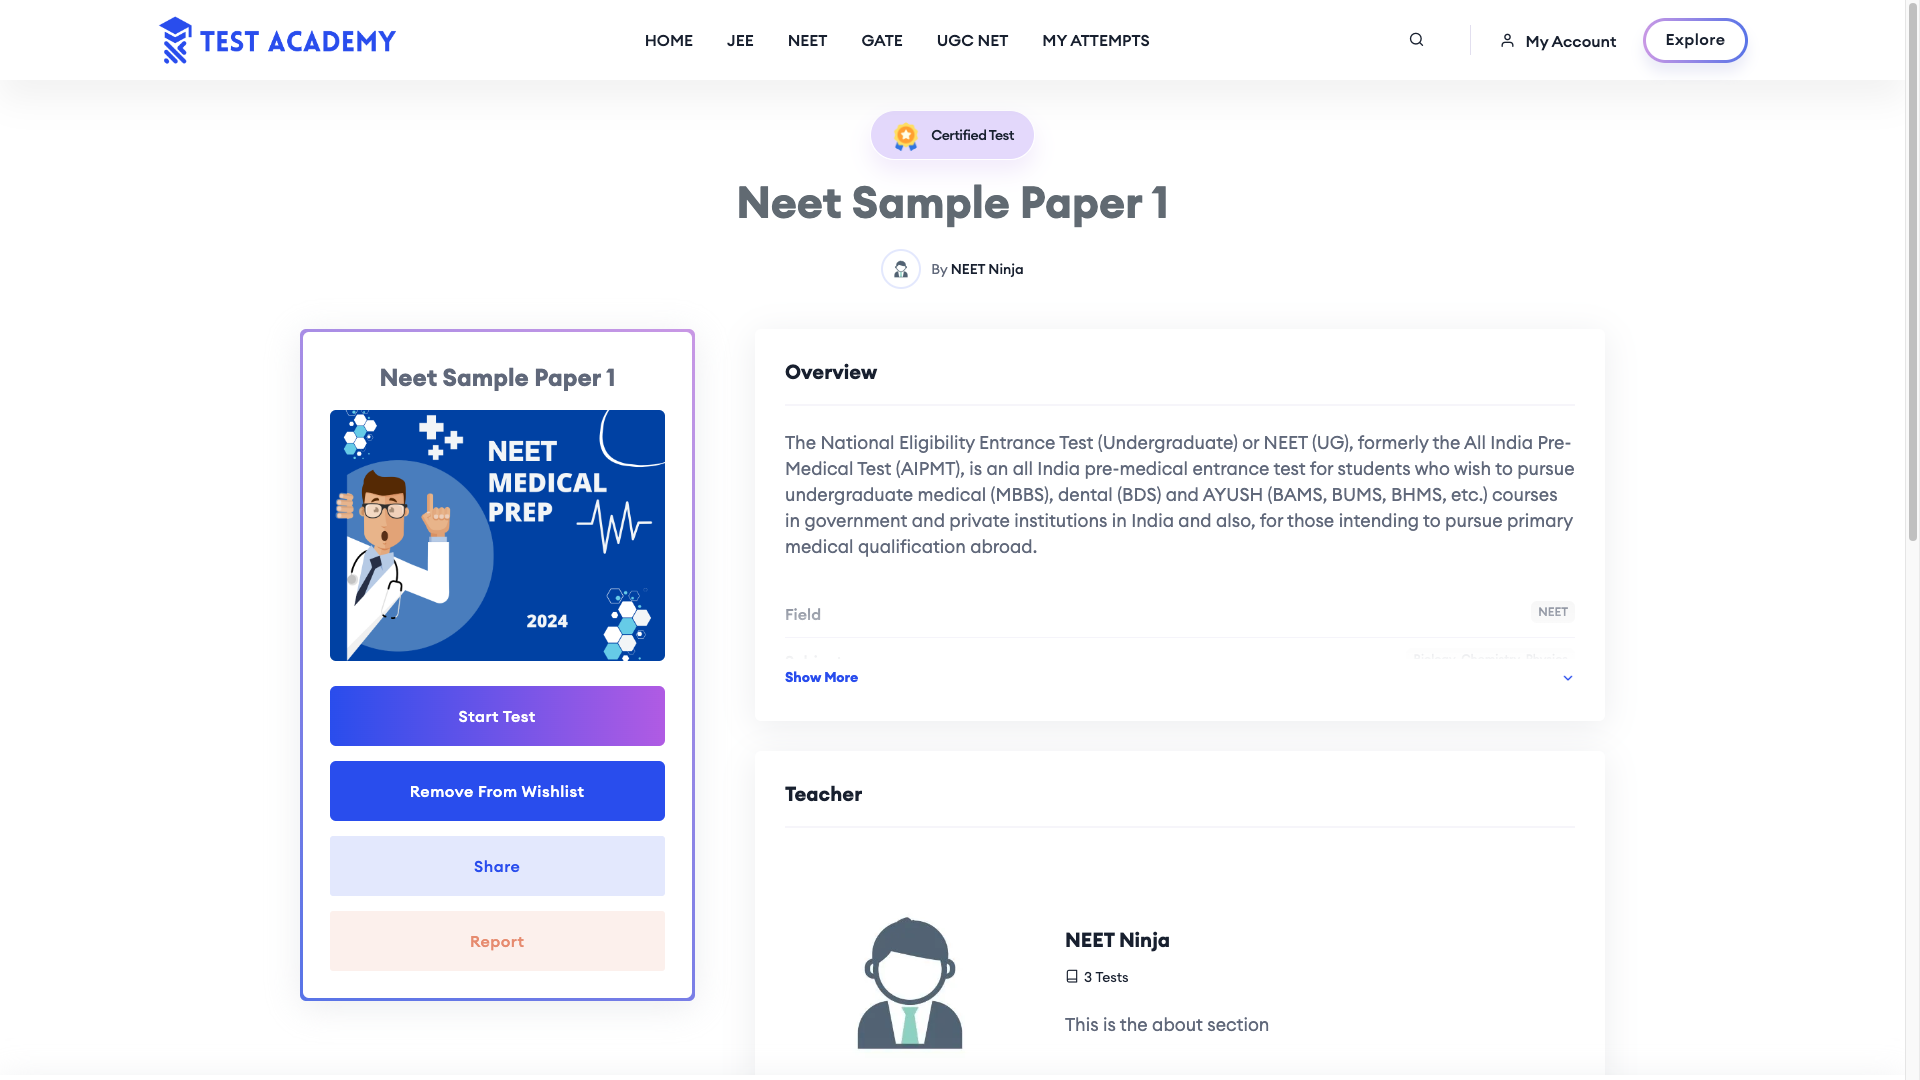 TEST ACADEMY
HOME JEE NEET GATE UGC NET MY ATTEMPTS
My Account
Explore
Certified Test
Neet Sample Paper 1
By NEET Ninja
Neet Sample Paper 1
NEET
MEDICAL
PREP
2024
Start Test
Remove From Wishlist
Share
Report
Overview
The National Eligibility Entrance Test (Undergraduate) or NEET (UG), formerly the All India Pre-
Medical Test (AIPMT), is an all India pre-medical entrance test for students who wish to pursue
undergraduate medical (MBBS), dental (BDS) and AYUSH (BAMS, BUMS, BHMS, etc.) courses
in government and private institutions in India and also, for those intending to pursue primary
medical qualification abroad.
Field NEET
Show More
Teacher
NEET Ninja
3 Tests
This is the about section